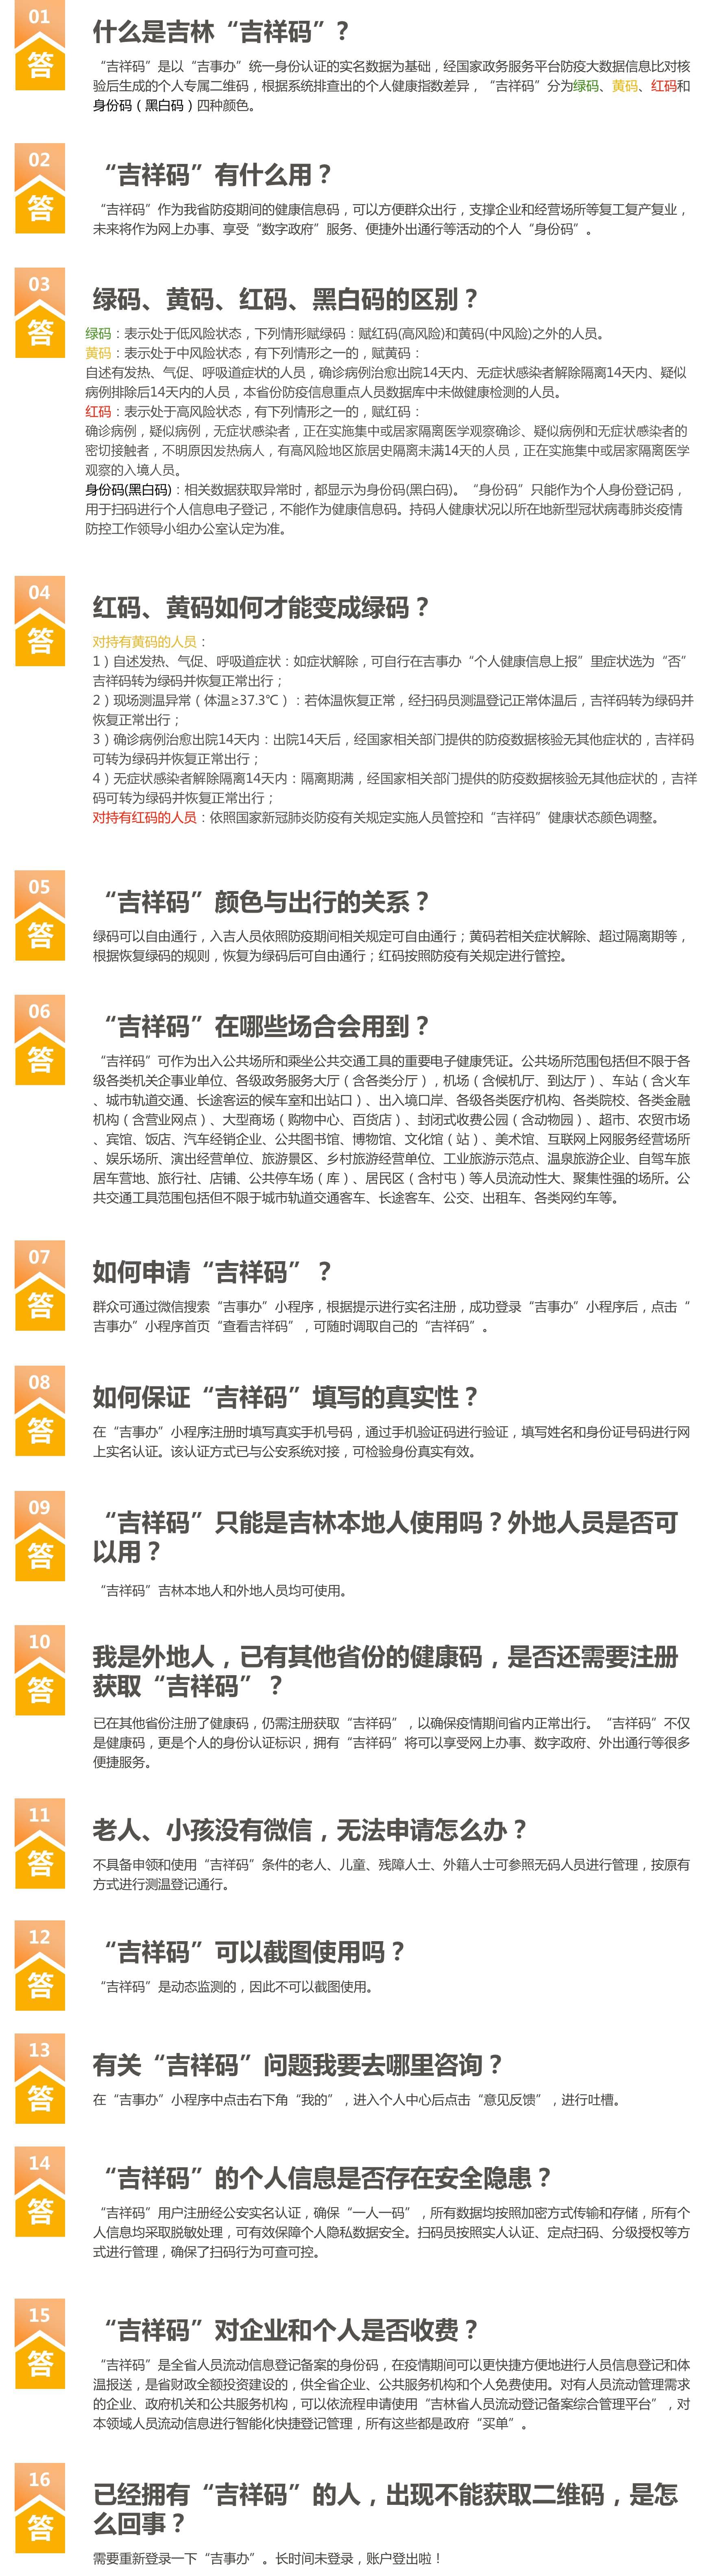 01
答
什么是吉林“吉祥码”？
“吉祥码”是以“吉事办”统一身份认证的实名数据为基础，经国家政务服务平台防疫大数据信息比对核
验后生成的个人专属二维码，根据系统排查出的个人健康指数差异，“吉祥码”分为绿码、黄码、红码和
身份码（黑白码）四种颜色。
02
答
“吉祥码”有什么用？
“吉祥码”作为我省防疫期间的健康信息码，可以方便群众出行，支撑企业和经营场所等复工复产复业，
未来将作为网上办事、享受“数字政府”服务、便捷外出通行等活动的个人“身份码”。
03
答
绿码、黄码、红码、黑白码的区别？
绿码：表示处于低风险状态，下列情形赋绿码：赋红码(高风险)和黄码(中风险)之外的人员。
黄码：表示处于中风险状态，有下列情形之一的，赋黄码：
自述有发热、气促、呼吸道症状的人员，确诊病例治愈出院14天内、无症状感染者解除隔离14天内、疑似
病例排除后14天内的人员，本省份防疫信息重点人员数据库中未做健康检测的人员。
红码：表示处于高风险状态，有下列情形之一的，赋红码：
确诊病例，疑似病例，无症状感染者，正在实施集中或居家隔离医学观察确诊、疑似病例和无症状感染者的
密切接触者，不明原因发热病人，有高风险地区旅居史隔离未满14天的人员，正在实施集中或居家隔离医学
观察的入境人员。
身份码(黑白码)：相关数据获取异常时，都显示为身份码(黑白码)。“身份码”只能作为个人身份登记码，
用于扫码进行个人信息电子登记，不能作为健康信息码。持码人健康状况以所在地新型冠状病毒肺炎疫情
防控工作领导小组办公室认定为准。
04
答
红码、黄码如何才能变成绿码？
对持有黄码的人员：
1）自述发热、气促、呼吸道症状：如症状解除，可自行在吉事办“个人健康信息上报”里症状选为“否”
吉祥码转为绿码并恢复正常出行；
2）现场测温异常（体温≥37.3℃）：若体温恢复正常，经扫码员测温登记正常体温后，吉祥码转为绿码并
恢复正常出行；
3）确诊病例治愈出院14天内：出院14天后，经国家相关部门提供的防疫数据核验无其他症状的，吉祥码
可转为绿码并恢复正常出行；
4）无症状感染者解除隔离14天内：隔离期满，经国家相关部门提供的防疫数据核验无其他症状的，吉祥
码可转为绿码并恢复正常出行；
对持有红码的人员：依照国家新冠肺炎防疫有关规定实施人员管控和“吉祥码”健康状态颜色调整。
05
答
“吉祥码”颜色与出行的关系？
绿码可以自由通行，入吉人员依照防疫期间相关规定可自由通行；黄码若相关症状解除、超过隔离期等，
根据恢复绿码的规则，恢复为绿码后可自由通行；红码按照防疫有关规定进行管控。
06
答
“吉祥码”在哪些场合会用到？
“吉祥码”可作为出入公共场所和乘坐公共交通工具的重要电子健康凭证。公共场所范围包括但不限于各
级各类机关企事业单位、各级政务服务大厅（含各类分厅），机场（含候机厅、到达厅）、车站（含火车
、城市轨道交通、长途客运的候车室和出站口）、出入境口岸、各级各类医疗机构、各类院校、各类金融
机构（含营业网点）、大型商场（购物中心、百货店）、封闭式收费公园（含动物园）、超市、农贸市场
、宾馆、饭店、汽车经销企业、公共图书馆、博物馆、文化馆（站）、美术馆、互联网上网服务经营场所
、娱乐场所、演出经营单位、旅游景区、乡村旅游经营单位、工业旅游示范点、温泉旅游企业、自驾车旅
居车营地、旅行社、店铺、公共停车场（库）、居民区（含村屯）等人员流动性大、聚集性强的场所。公
共交通工具范围包括但不限于城市轨道交通客车、长途客车、公交、出租车、各类网约车等。
07
答
如何申请“吉祥码”？
群众可通过微信搜索“吉事办”小程序，根据提示进行实名注册，成功登录“吉事办”小程序后，点击“
吉事办”小程序首页“查看吉祥码”，可随时调取自己的“吉祥码”。
08
答
如何保证“吉祥码”填写的真实性？
在“吉事办”小程序注册时填写真实手机号码，通过手机验证码进行验证，填写姓名和身份证号码进行网
上实名认证。该认证方式已与公安系统对接，可检验身份真实有效。
09
答
“吉祥码”只能是吉林本地人使用吗？外地人员是否可
以用？
“吉祥码”吉林本地人和外地人员均可使用。
10
答
我是外地人，已有其他省份的健康码，是否还需要注册
获取“吉祥码”？
已在其他省份注册了健康码，仍需注册获取“吉祥码”，以确保疫情期间省内正常出行。“吉祥码”不仅
是健康码，更是个人的身份认证标识，拥有“吉祥码”将可以享受网上办事、数字政府、外出通行等很多
便捷服务。
11
答
老人、小孩没有微信，无法申请怎么办？
不具备申领和使用“吉祥码”条件的老人、儿童、残障人士、外籍人士可参照无码人员进行管理，按原有
方式进行测温登记通行。
12
答
“吉祥码”可以截图使用吗？
“吉祥码”是动态监测的，因此不可以截图使用。
13
答
有关“吉祥码”问题我要去哪里咨询？
在“吉事办”小程序中点击右下角“我的”，进入个人中心后点击“意见反馈”，进行吐槽。
14
答
“吉祥码”的个人信息是否存在安全隐患？
“吉祥码”用户注册经公安实名认证，确保“一人一码”，所有数据均按照加密方式传输和存储，所有个
人信息均采取脱敏处理，可有效保障个人隐私数据安全。扫码员按照实人认证、定点扫码、分级授权等方
式进行管理，确保了扫码行为可查可控。
15
答
“吉祥码”对企业和个人是否收费？
“吉祥码”是全省人员流动信息登记备案的身份码，在疫情期间可以更快捷方便地进行人员信息登记和体
温报送，是省财政全额投资建设的，供全省企业、公共服务机构和个人免费使用。对有人员流动管理需求
的企业、政府机关和公共服务机构，可以依流程申请使用“吉林省人员流动登记备案综合管理平台”，对
本领域人员流动信息进行智能化快捷登记管理，所有这些都是政府“买单”。
16
答
已经拥有“吉祥码”的人，出现不能获取二维码，是怎
么回事？
需要重新登录一下“吉事办”。长时间未登录，账户登出啦！